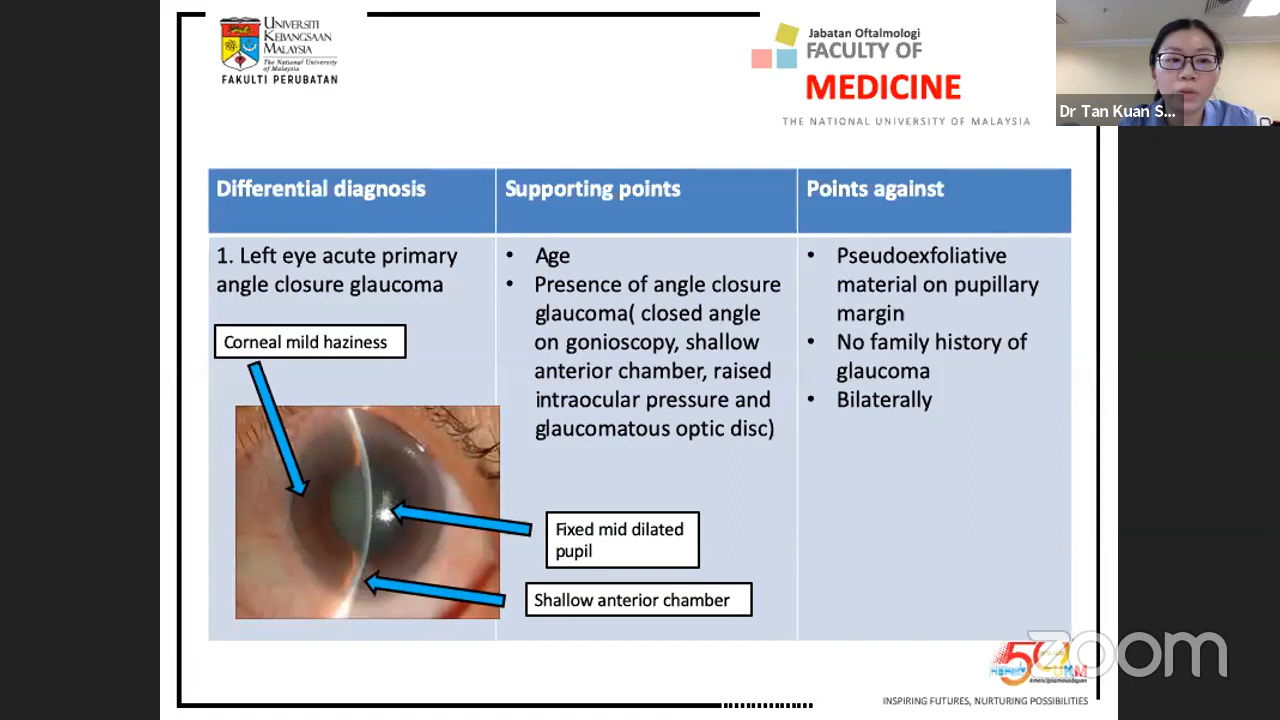 UNIVERSITI
KEBANGSAAN
MALAYSIA
The National University
of Malaysia
FAKULTI PERUBATAN
Jabatan Oftalmologi
FACULTY OF
MEDICINE
THE NATIONAL UNIVERSITY OF MALAYSIA
Dr Tan Kuan S...
Differential diagnosis
Supporting points
Points against
1. Left eye acute primary
angle closure glaucoma
Corneal mild haziness
• Age
• Presence of angle closure
glaucoma( closed angle
on gonioscopy, shallow
anterior chamber, raised
intraocular pressure and
glaucomatous optic disc)
Fixed mid dilated
pupil
Shallow anterior chamber
• Pseudoexfoliative
material on pupillary
margin
• No family history of
glaucoma
• Bilaterally
zoom
INSPIRING FUTURES, NURTURING POSSIBILITIES